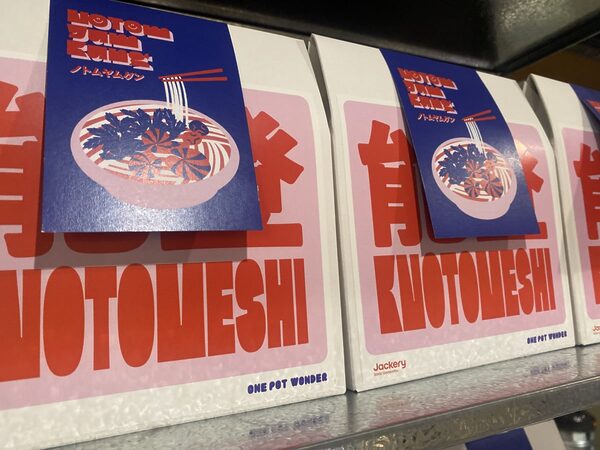 NOTOM
YAM
KUNG
ノトムヤムクン
NOTOMESHI
ONE POT WONDER
NOTOM
YAM
KUNG
ノトムヤムクン
KNOTOMESHI
Jackery
ONE POT WONDER